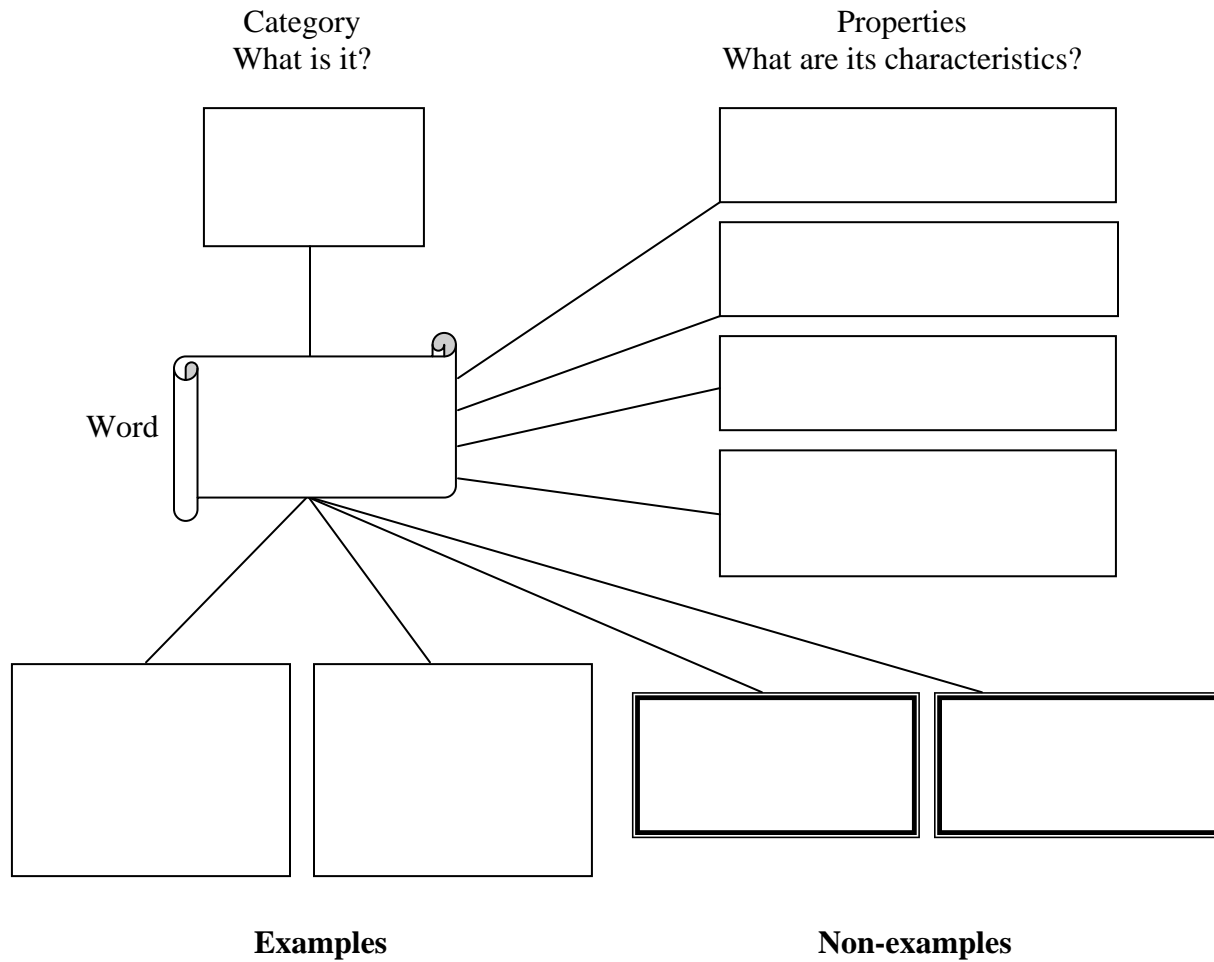 Category
What is it?
Properties
What are its characteristics?
Word
Examples
Non-examples